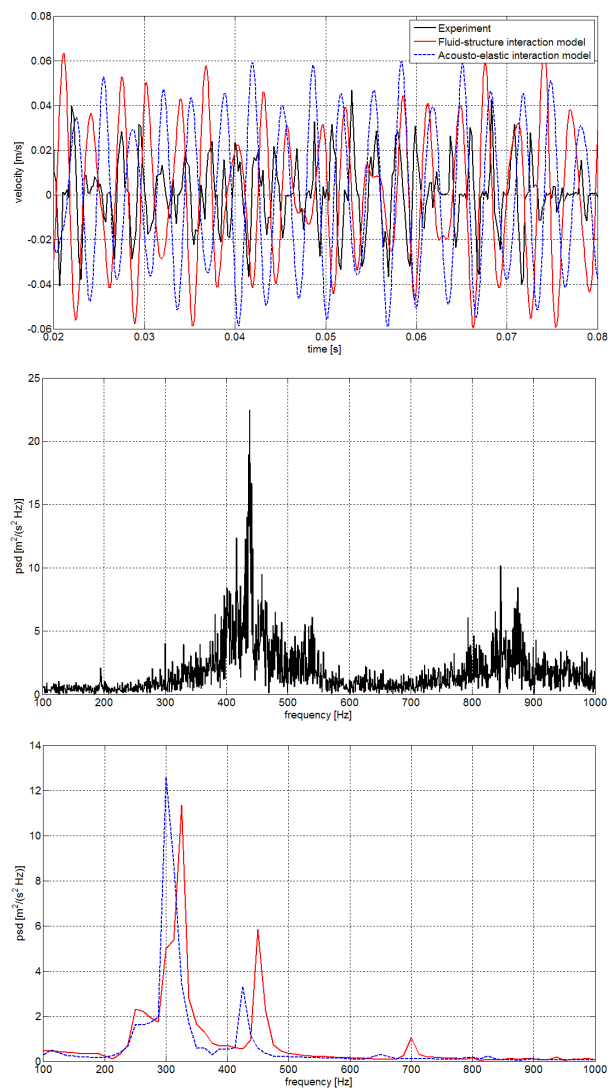 0.08
0.06
0.04
0.02
0
-0.02
-0.04
-0.06
velocity [m/s]
Experiment
Fluid-structure interaction model
Acousto-elastic interaction model
0.02 0.03 0.04 0.05 0.06 0.07 0.08
time [s]
25
20
15
10
5
0
psd [m²/(s² Hz)]
100 200 300 400 500 600 700 800 900 1000
frequency [Hz]
14
12
10
8
6
4
2
0
psd [m²/(s² Hz)]
100 200 300 400 500 600 700 800 900 1000
frequency [Hz]